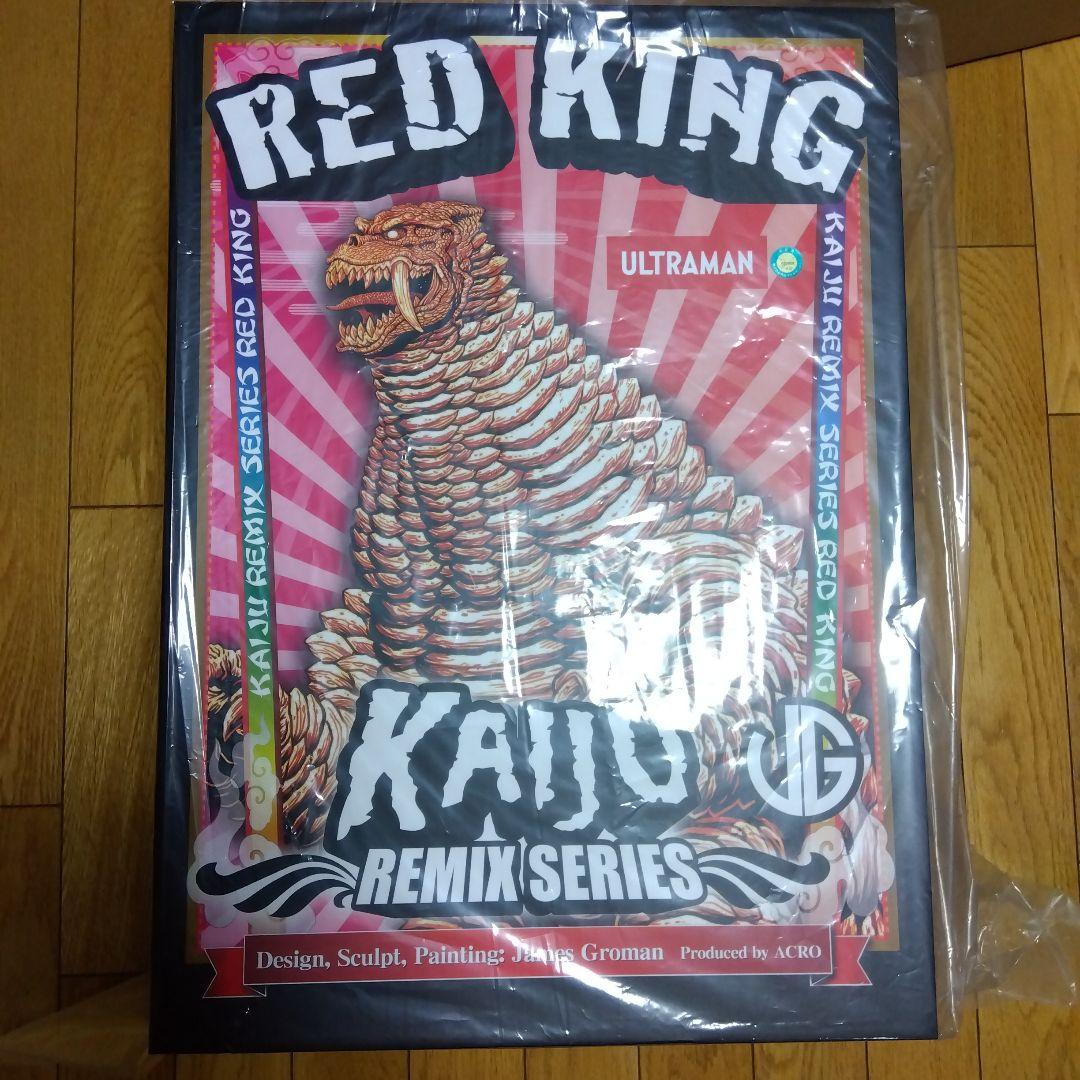 RED KING
ULTRAMAN
KAIJU REMIX SERIES RED KING
KAIJU REMIX SERIES RED KING
KAIJU
JG
REMIX SERIES
Design, Sculpt, Painting: James Groman Produced by ACRO